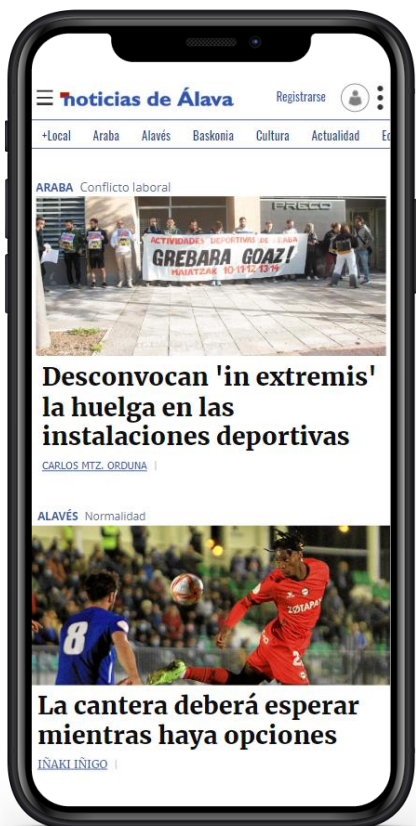 noticias de Álava
Registrarse
+Local Araba Alavés Baskonia Cultura Actualidad
ARABA Conflicto laboral
PRECO
ACTIVIDADES DEPORTIVAS DE ARABA
GREBARA GOAZ!
MAIATZAK 10-11-12-13-14
Desconvocan 'in extremis'
la huelga en las
instalaciones deportivas
CARLOS MTZ. ORDUNA
ALAVÉS Normalidad
8
2
La cantera deberá esperar
mientras haya opciones
IÑAKI IÑIGO